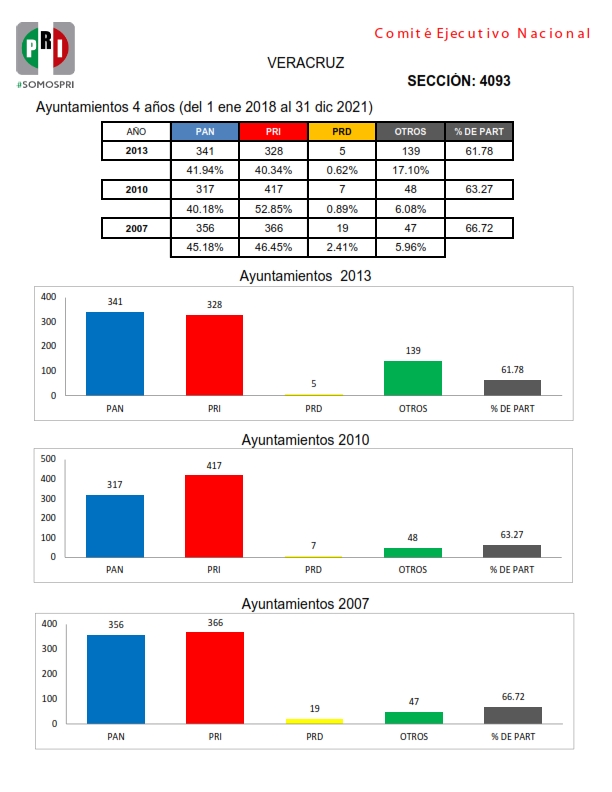 Comité Ejecutivo Nacional
PRI
#SOMOSPRI
VERACRUZ
SECCIÓN: 4093
Ayuntamientos 4 años (del 1 ene 2018 al 31 dic 2021)
AÑO PAN PRI PRD OTROS % DE PART
2013 341 328 5 139 61.78
41.94% 40.34% 0.62% 17.10%
2010 317 417 7 48 63.27
40.18% 52.85% 0.89% 6.08%
2007 356 366 19 47 66.72
45.18% 46.45% 2.41% 5.96%
Ayuntamientos 2013
400
300
200
100
0
341 328 5 139 61.78
PAN PRI PRD OTROS % DE PART
Ayuntamientos 2010
500
400
300
200
100
0
317 417 7 48 63.27
PAN PRI PRD OTROS % DE PART
Ayuntamientos 2007
400
300
200
100
0
356 366 19 47 66.72
PAN PRI PRD OTROS % DE PART